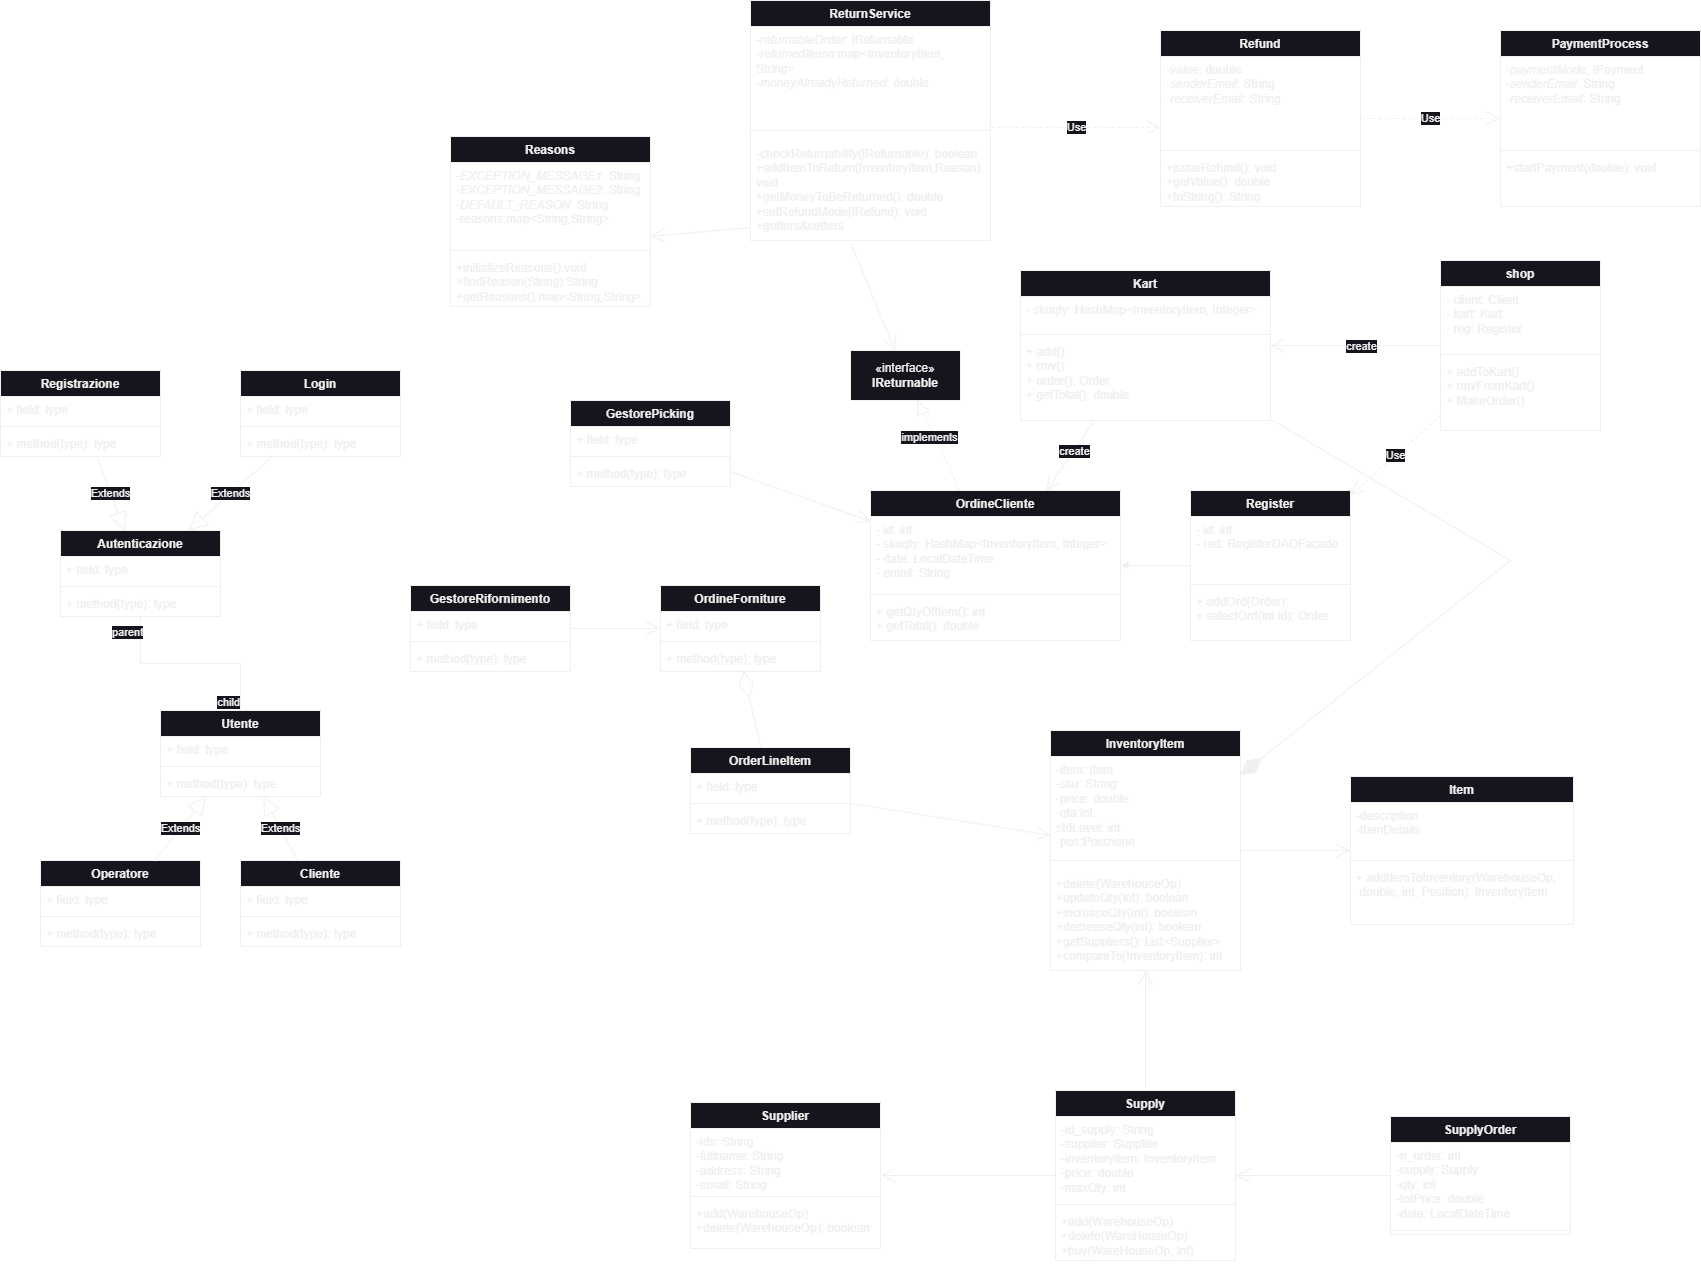 ReturnService
-returnableOrder: IReturnable
-returnedItems:map<InventoryItem,
String>
-moneyAlreadyReturned: double
-checkReturnability(IReturnable): boolean
+addItemToReturn(InventoryItem,Reason):
void
+getMoneyToBeReturned(): double
+setRefundMode(IRefund): void
+getters&setters
Use
Refund
-value: double
-senderEmail: String
-receiverEmail: String
+issueRefund(): void
+getValue(): double
+toString(): String
Use
PaymentProcess
-paymentMode: IPayment
-senderEmail: String
-receiverEmail: String
+startPayment(double): void
Reasons
-EXCEPTION_MESSAGE1: String
-EXCEPTION_MESSAGE2: String
-DEFAULT_REASON: String
-reasons:map<String,String>
+initializeReasons():void
+findReason(String):String
+getReasons():map<String,String>
Kart
- skuqty: HashMap<InventoryItem, Integer>
+ add()
+ rmv()
+ order(): Order
+ getTotal(): double
create
shop
- client: Client
- kart: Kart
- reg: Register
+ addToKart()
+ rmvFromKart()
+ MakeOrder()
«interface»
IReturnable
implements
create
Use
Registrazione
+ field: type
+ method(type): type
Login
+ field: type
+ method(type): type
Extends
Extends
GestorePicking
+ field: type
+ method(type): type
OrdineCliente
- id: int
- skuqty: HashMap<InventoryItem, Integer>
- date: LocalDateTime
- email: String
+ getQtyOfItem(): int
+ getTotal(): double
Register
- id: int
- red: RegisterDAOFacade
+ addOrd(Order):
+ selectOrd(int id): Order
Autenticazione
+ field: type
+ method(type): type
parent
child
GestoreRifornimento
+ field: type
+ method(type): type
OrdineForniture
+ field: type
+ method(type): type
Utente
+ field: type
+ method(type): type
Extends
Extends
OrderLineItem
+ field: type
+ method(type): type
InventoryItem
-item: Item
-sku: String
-price: double
-qta:int
stdLevel: int
-pos:Posizione
+delete(WarehouseOp)
+updateQty(int): boolean
+increaseQty(int): boolean
+decreaseQty(int): boolean
+getSuppliers(): List<Supplier>
+compareTo(InventoryItem): int
Item
-description
-ItemDetails
+ addItemToInventory(WarehouseOp,
double, int, Position): InventoryItem
Operatore
+ field: type
+ method(type): type
Cliente
+ field: type
+ method(type): type
Supplier
-ids: String
-fullname: String
-address: String
-email: String
+add(WarehouseOp)
+delete(WarehouseOp): boolean
Supply
-id_supply: String
-supplier: Supplier
-inventoryItem: InventoryItem
-price: double
-maxQty: int
+add(WarehouseOp)
+delete(WareHouseOp)
+buy(WareHouseOp, int)
SupplyOrder
-n_order: int
-supply: Supply
-qty: int
-totPrice: double
-date: LocalDateTime